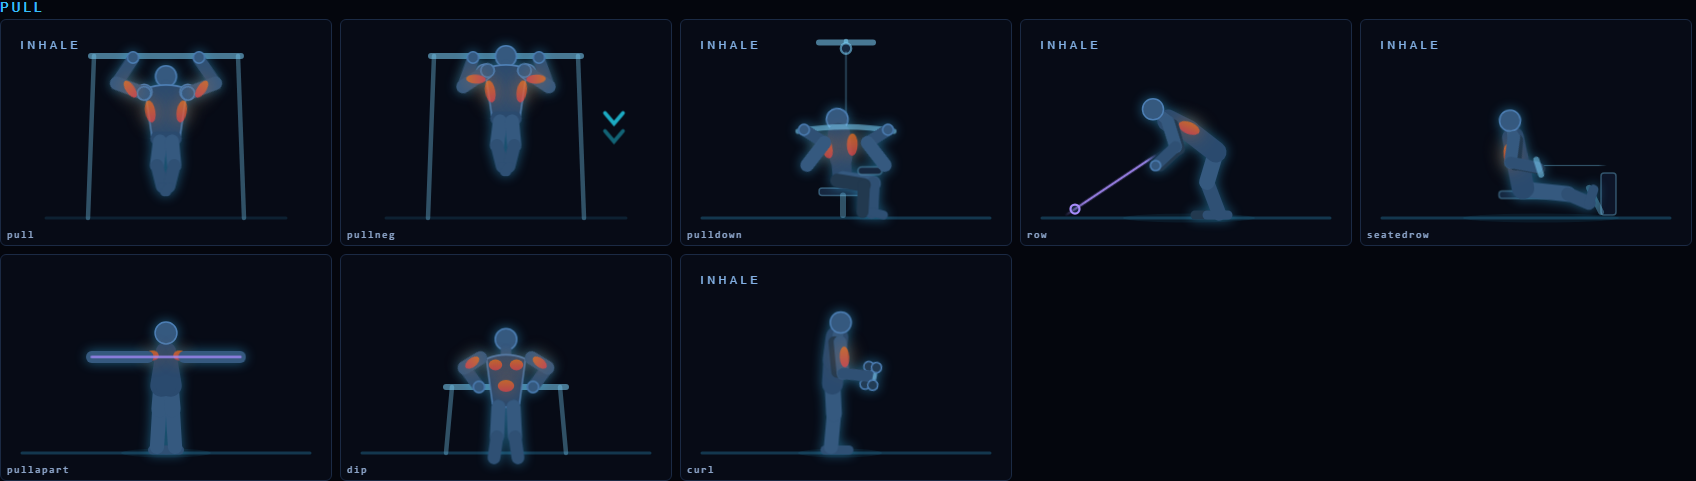 PULL
INHALE
pull
pullneg
INHALE
pulldown
INHALE
row
INHALE
seatedrow
pullapart
dip
INHALE
curl